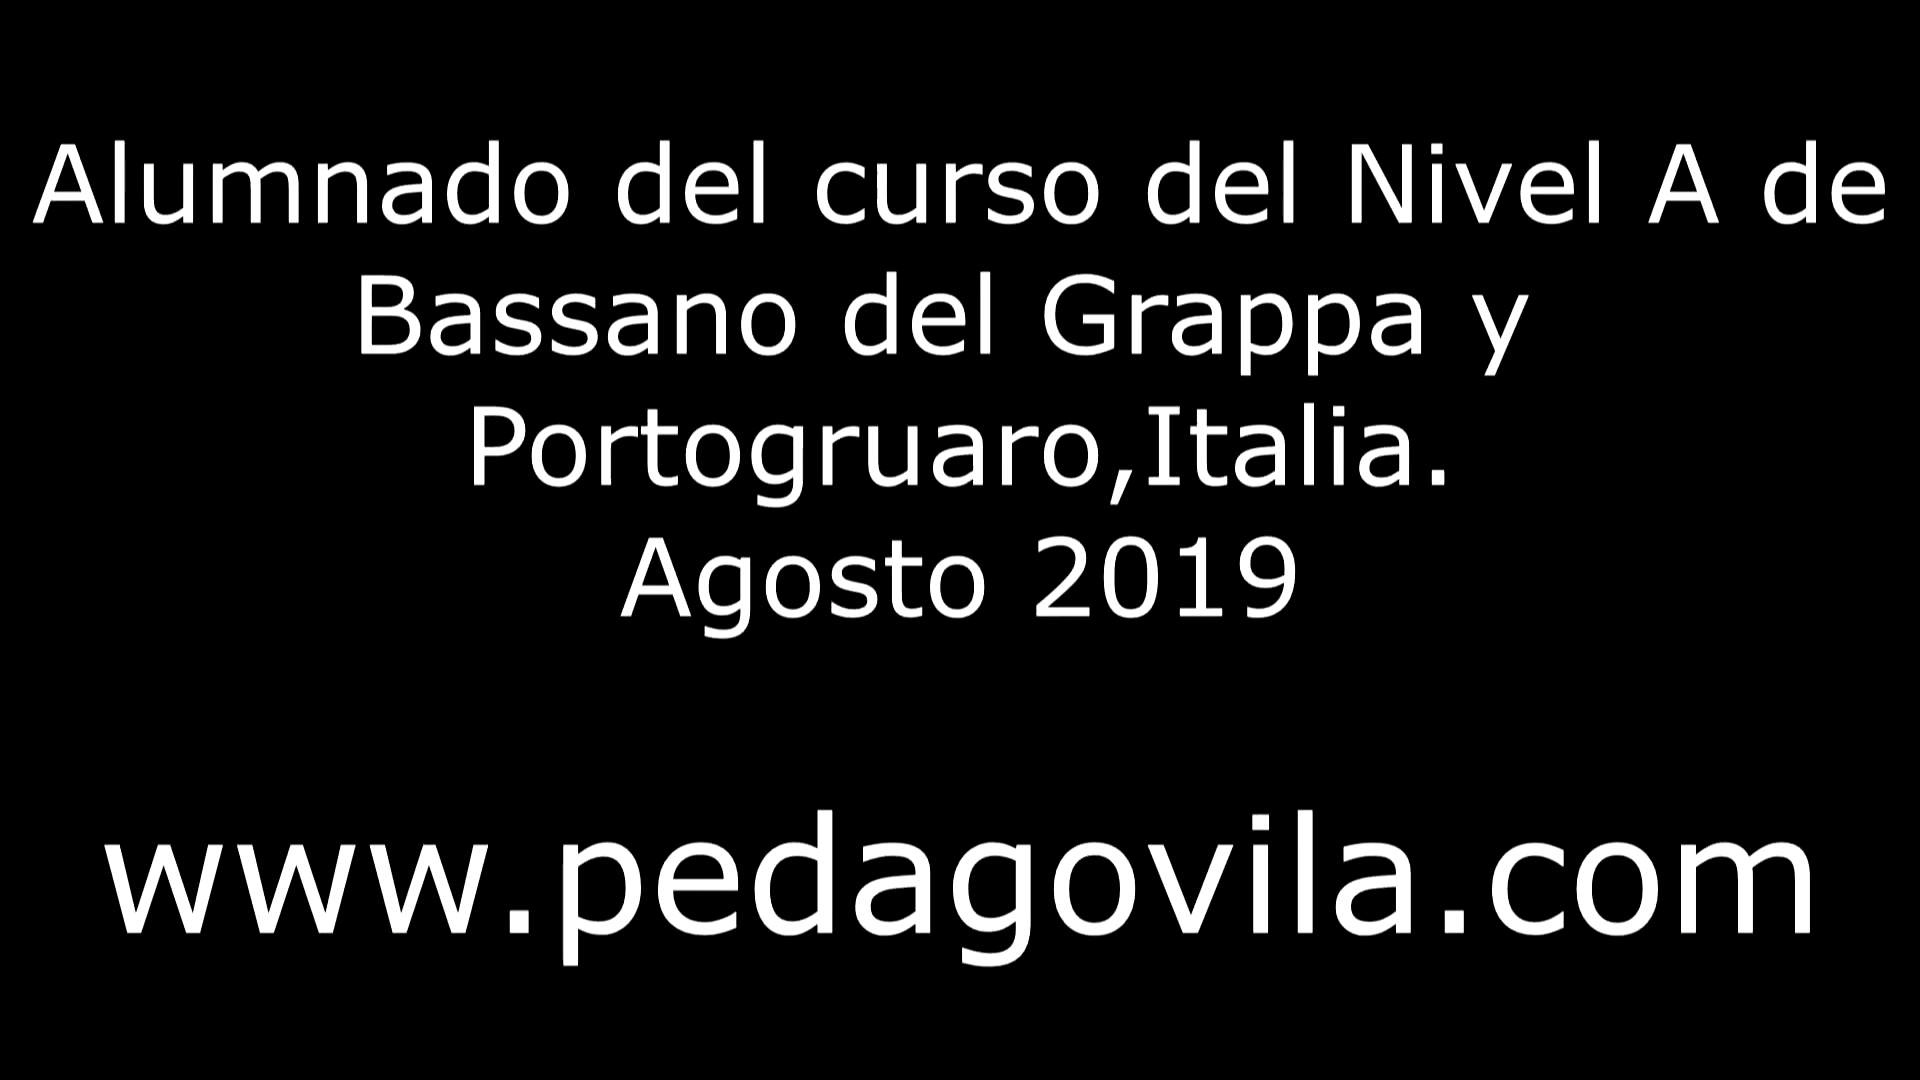 Alumnado del curso del Nivel A de
Bassano del Grappa y
Portogruaro,Italia.
Agosto 2019
www.pedagovila.com